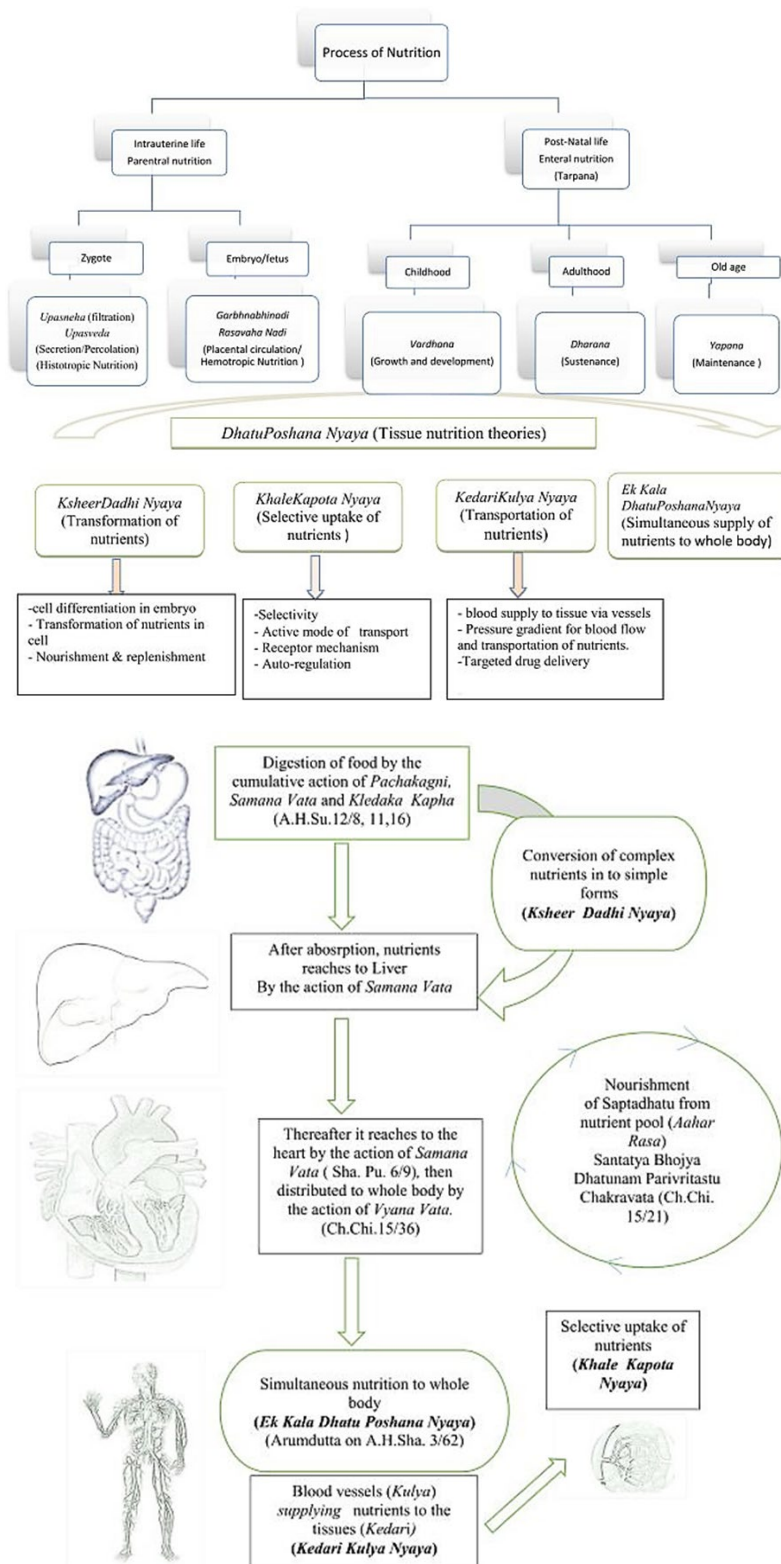 Process of Nutrition
Intrauterine life
Parentral nutrition
Post-Natal life
Enteral nutrition
(Tarpana)
Zygote
Embryo/fetus
Childhood
Adulthood
Old age
Upasneha (filtration)
Upasveda
(Secretion/Percolation)
(Histotropic Nutrition)
Garbhnabhinadi
Rasavaha Nadi
(Placental circulation/
Hemotropic Nutrition )
Vardhana
(Growth and development)
Dharana
(Sustenance)
Yapana
(Maintenance )
DhatuPoshana Nyaya (Tissue nutrition theories)
KsheerDadhi Nyaya
(Transformation of
nutrients)
KhaleKapota Nyaya
(Selective uptake of
nutrients )
KedariKulya Nyaya
(Transportation of
nutrients)
Ek Kala
DhatuPoshanaNyaya
(Simultaneous supply of
nutrients to whole body)
-cell differentiation in embryo
- Transformation of nutrients in
cell
- Nourishment & replenishment
-Selectivity
- Active mode of transport
- Receptor mechanism
- Auto-regulation
- blood supply to tissue via vessels
- Pressure gradient for blood flow
and transportation of nutrients.
-Targeted drug delivery
Digestion of food by the
cumulative action of Pachakagni,
Samana Vata and Kledaka Kapha
(A.H.Su.12/8, 11,16)
Conversion of complex
nutrients in to simple
forms
(Ksheer Dadhi Nyaya)
After abosrption, nutrients
reaches to Liver
By the action of Samana Vata
Thereafter it reaches to the
heart by the action of Samana
Vata ( Sha. Pu. 6/9), then
distributed to whole body by
the action of Vyana Vata.
(Ch.Chi.15/36)
Nourishment
of Saptadhatu from
nutrient pool (Aahar
Rasa)
Santatya Bhojya
Dhatunam Parivritastu
Chakravata (Ch.Chi.
15/21)
Selective uptake of
nutrients
(Khale Kapota
Nyaya)
Simultaneous nutrition to whole
body
(Ek Kala Dhatu Poshana Nyaya)
(Arumdutta on A.H.Sha. 3/62)
Blood vessels (Kulya)
supplying nutrients to the
tissues (Kedari)
(Kedari Kulya Nyaya)